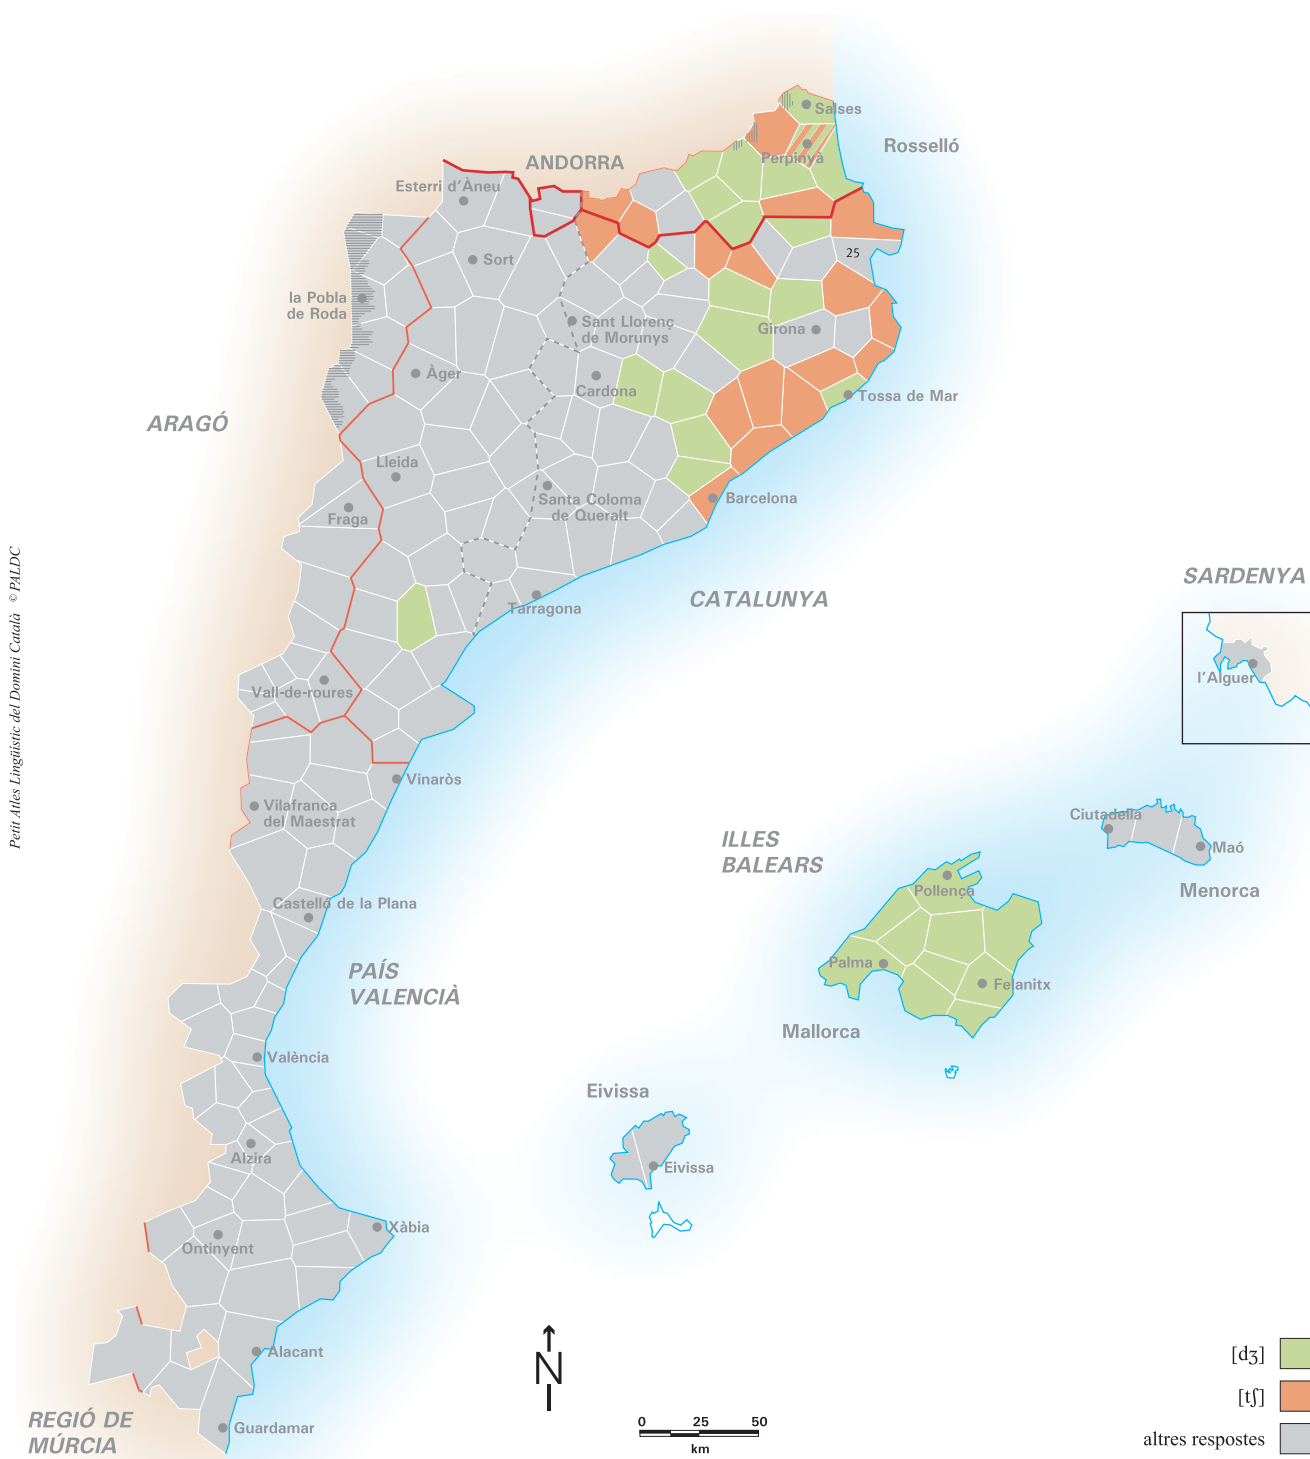 Salses
Rosselló
Perpinyà
ANDORRA
Esterri d'Àneu
Sort
25
la Pobla
de Roda
Sant Llorenç
de Morunys
Girona
Àger
Cardona
Tossa de Mar
ARAGÓ
Lleida
Santa Coloma
de Queralt
Barcelona
Fraga
Petit Atles Lingüístic del Domini Català © PALDC
Tarragona
CATALUNYA
SARDENYA
l'Alguer
Vall-de-roures
Vinaròs
Vilafranca
del Maestrat
ILLES
BALEARS
Ciutadella
Maó
Menorca
Pollença
Castelló de la Plana
PAÍS
VALENCIÀ
Palma
Felanitx
Mallorca
València
Eivissa
Alzira
Eivissa
Xàbia
Ontinyent
Alacant
N
[dʒ]
[tʃ]
REGIÓ DE
MÚRCIA
Guardamar
0 25 50
km
altres respostes